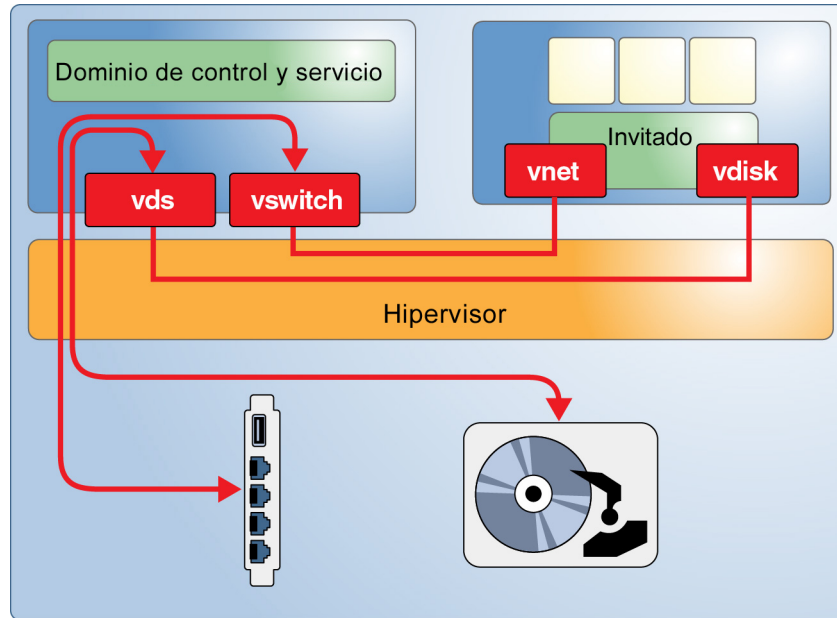 Dominio de control y servicio
Invitado
vds
vswitch
vnet
vdisk
Hipervisor